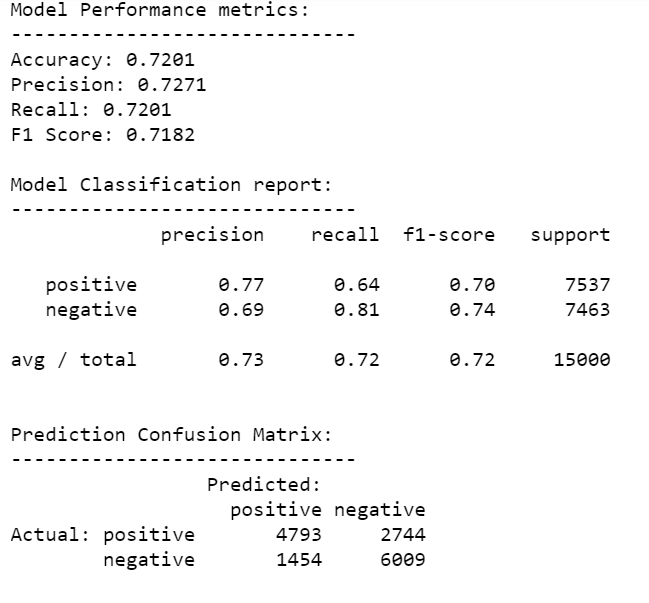 Model Performance metrics:
------------------------------
Accuracy: 0.7201
Precision: 0.7271
Recall: 0.7201
F1 Score: 0.7182
Model Classification report:
------------------------------
precision recall f1-score support
positive 0.77 0.64 0.70 7537
negative 0.69 0.81 0.74 7463
avg / total 0.73 0.72 0.72 15000
Prediction Confusion Matrix:
------------------------------
Predicted:
positive negative
Actual: positive 4793 2744
negative 1454 6009